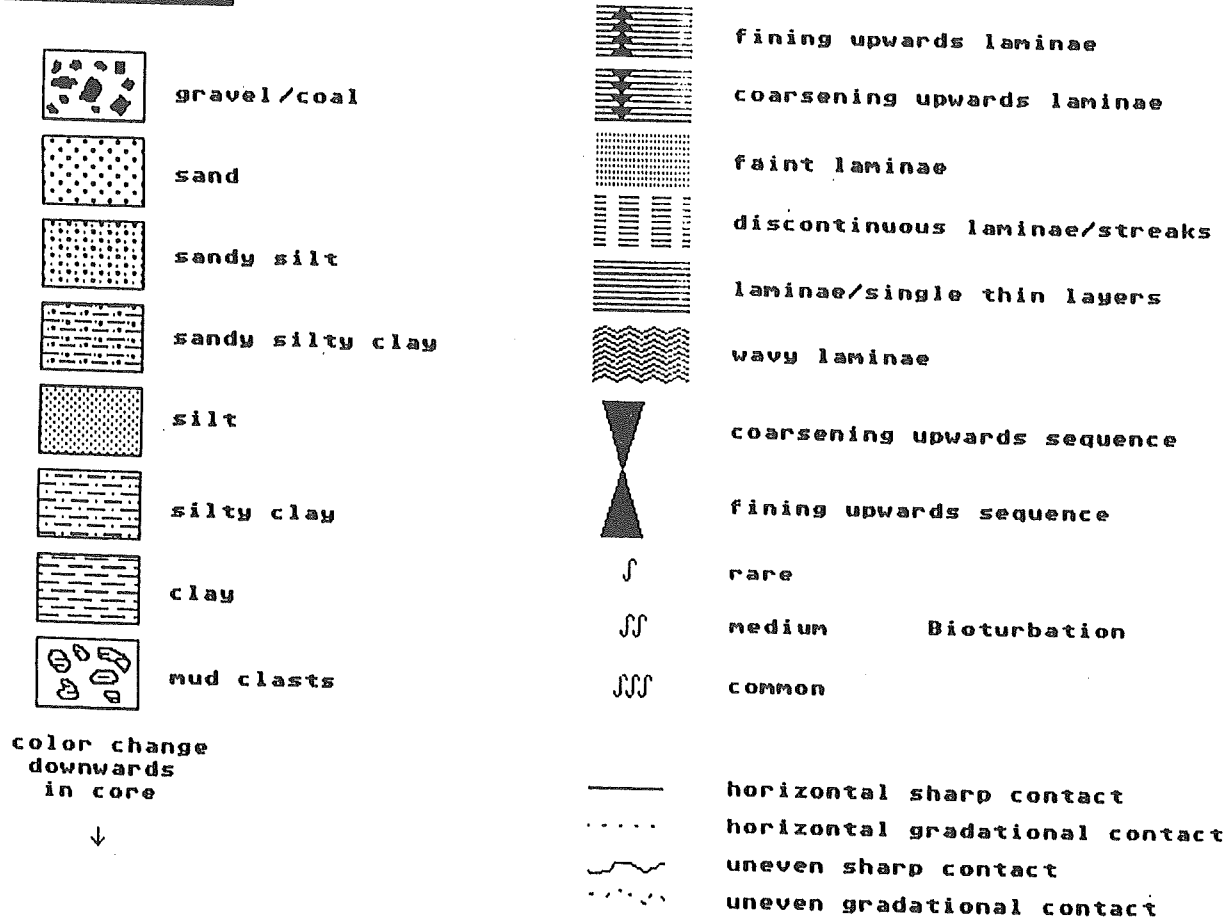 gravel/coal
sand
sandy silt
sandy silty clay
silt
silty clay
clay
mud clasts
color change
downwards
in core
fining upwards laminae
coarsening upwards laminae
faint laminae
discontinuous laminae/streaks
laminae/single thin layers
wavy laminae
coarsening upwards sequence
fining upwards sequence
rare
medium Bioturbation
common
horizontal sharp contact
horizontal gradational contact
uneven sharp contact
uneven gradational contact